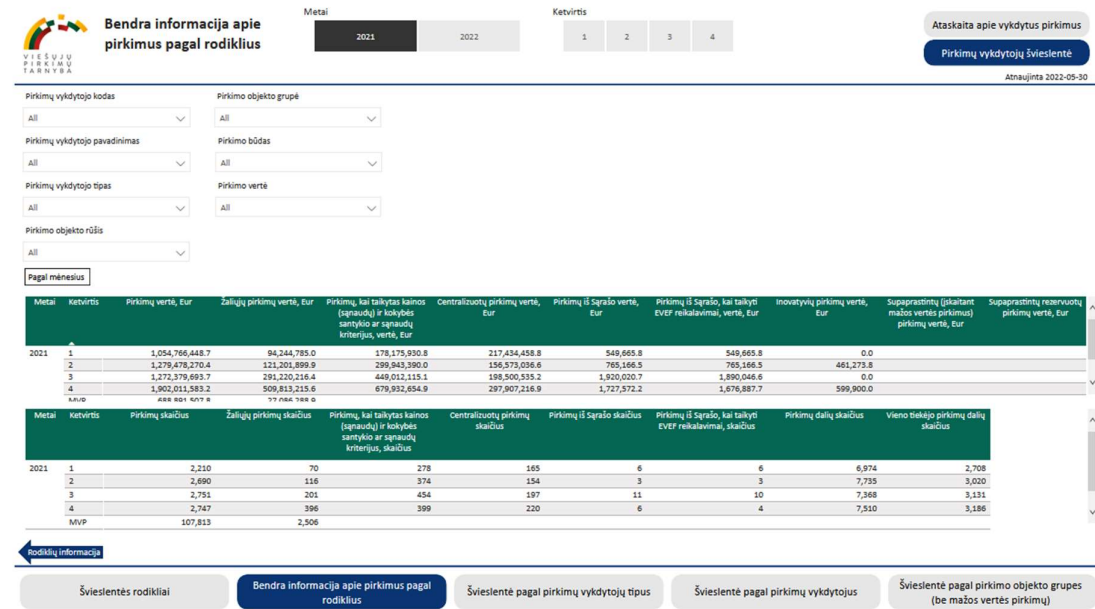 VIEŠŲJŲ
PIRKIMŲ
TARNYBA
Bendra informacija apie
pirkimus pagal rodiklius
Metai
2021 2022
Ketvirtis
1 2 3 4
Ataskaita apie vykdytus pirkimus
Pirkimų vykdytojų švieslentė
Atnaujinta 2022-05-30
Pirkimų vykdytojo kodas Pirkimo objekto grupė
All All
Pirkimų vykdytojo pavadinimas Pirkimo būdas
All All
Pirkimų vykdytojo tipas Pirkimo vertė
All All
Pirkimo objekto rūšis
All
Pagal mėnesius
Metai Ketvirtis Pirkimų vertė, Eur Žaliųjų pirkimų vertė, Eur Pirkimų, kai taikytas kainos Centralizuotų pirkimų vertė, Pirkimų iš Sąrašo vertė, Pirkimų iš Sąrašo, kai taikyti Inovatyvių pirkimų vertė, Supaprastintų (įskaitant Supaprastintų rezervuotų
(sąnaudų) ir kokybės Eur Eur EVEF reikalavimai, vertė, Eur Eur mažos vertės pirkimus) pirkimų vertė, Eur
santykio ar sąnaudų pirkimų vertė, Eur
kriterijus, vertė, Eur
2021 1 1,054,766,448.7 94,244,785.0 178,175,930.8 217,434,458.8 549,665.8 549,665.8 0.0
2 1,279,478,270.4 121,201,899.9 299,943,390.0 156,573,036.6 765,166.5 765,166.5 461,273.8
3 1,272,379,693.7 291,220,216.4 449,012,115.1 198,500,535.2 1,920,020.7 1,890,046.6 0.0
4 1,902,011,583.2 509,813,215.6 679,932,654.9 297,907,216.9 1,727,572.2 1,676,887.7 599,900.0
MVP 688,891,507.8 27,086,288.9
Metai Ketvirtis Pirkimų skaičius Žaliųjų pirkimų skaičius Pirkimų, kai taikytas kainos Centralizuotų pirkimų Pirkimų iš Sąrašo skaičius Pirkimų iš Sąrašo, kai taikyti Pirkimų dalių skaičius Vieno tiekėjo pirkimų dalių
(sąnaudų) ir kokybės skaičius EVEF reikalavimai, skaičius skaičius
santykio ar sąnaudų
kriterijus, skaičius
2021 1 2,210 70 278 165 6 6 6,974 2,708
2 2,690 116 374 154 3 3 7,735 3,020
3 2,751 201 454 197 11 10 7,368 3,131
4 2,747 396 399 220 6 4 7,510 3,186
MVP 107,813 2,506
Rodiklių informacija
Švieslentės rodikliai
Bendra informacija apie pirkimus pagal
rodiklius
Švieslentė pagal pirkimų vykdytojų tipus
Švieslentė pagal pirkimų vykdytojus
Švieslentė pagal pirkimo objekto grupes
(be mažos vertės pirkimų)